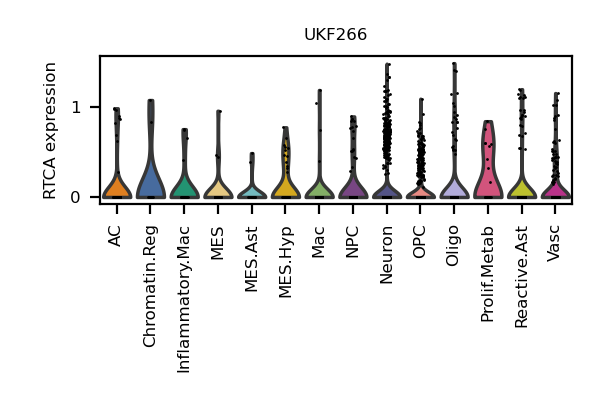 UKF266
RTCA expression
1
0
AC
Chromatin.Reg
Inflammatory.Mac
MES
MES.Ast
MES.Hyp
Mac
NPC
Neuron
OPC
Oligo
Prolif.Metab
Reactive.Ast
Vasc